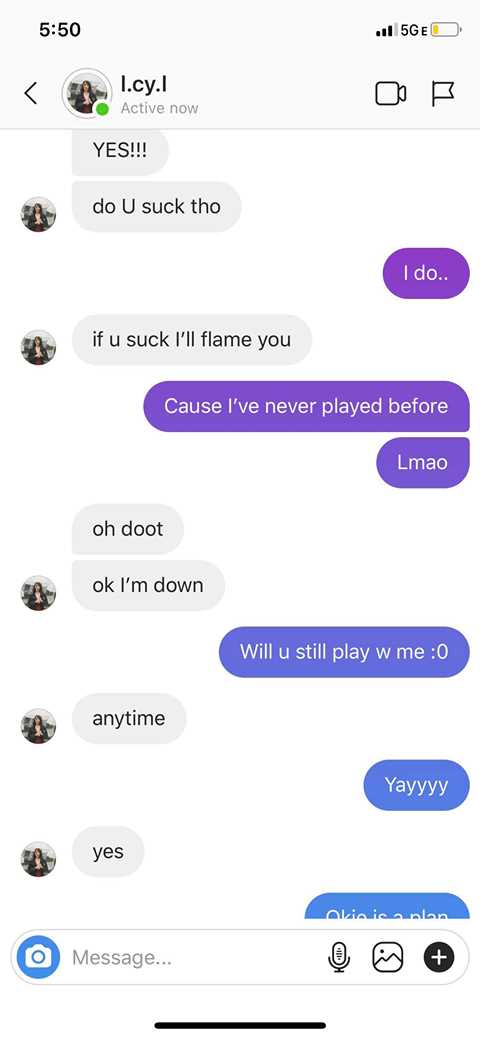 5:50
5GE
l.cy.l
Active now
YES!!!
do U suck tho
I do..
if u suck I’ll flame you
Cause I’ve never played before
Lmao
oh doot
ok I’m down
Will u still play w me :0
anytime
Yayyyy
yes
Okie is a plan
Message...